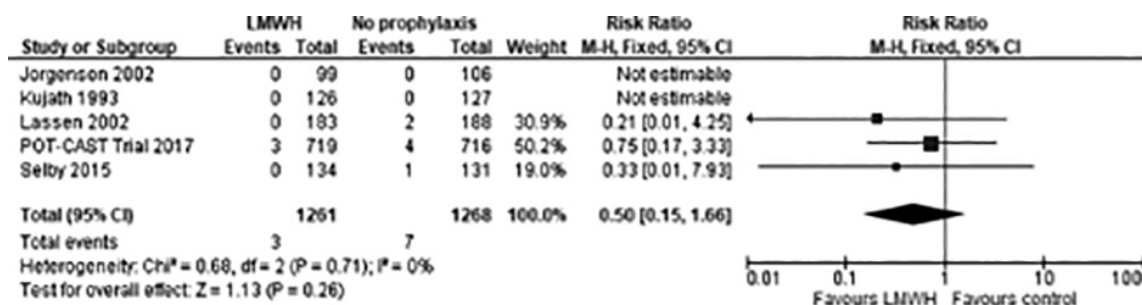 LMWH No prophylaxis Risk Ratio Risk Ratio
Study or Subgroup Events Total Events Total Weight M-H, Fixed, 95% CI M-H, Fixed, 95% CI
Jorgenson 2002 0 99 0 106 Not estimable
Kujath 1993 0 126 0 127 Not estimable
Lassen 2002 0 183 2 188 30.9% 0.21 [0.01, 4.25]
POT-CAST Trial 2017 3 719 4 716 50.2% 0.75 [0.17, 3.33]
Selby 2015 0 134 1 131 19.0% 0.33 [0.01, 7.93]
Total (95% CI) 1261 1268 100.0% 0.50 [0.15, 1.66]
Total events 3 7
Heterogeneity: Chi² = 0.68, df = 2 (P = 0.71); I² = 0%
Test for overall effect: Z = 1.13 (P = 0.26)
0.01 0.1 1 10 100
Favours LMWH Favours control